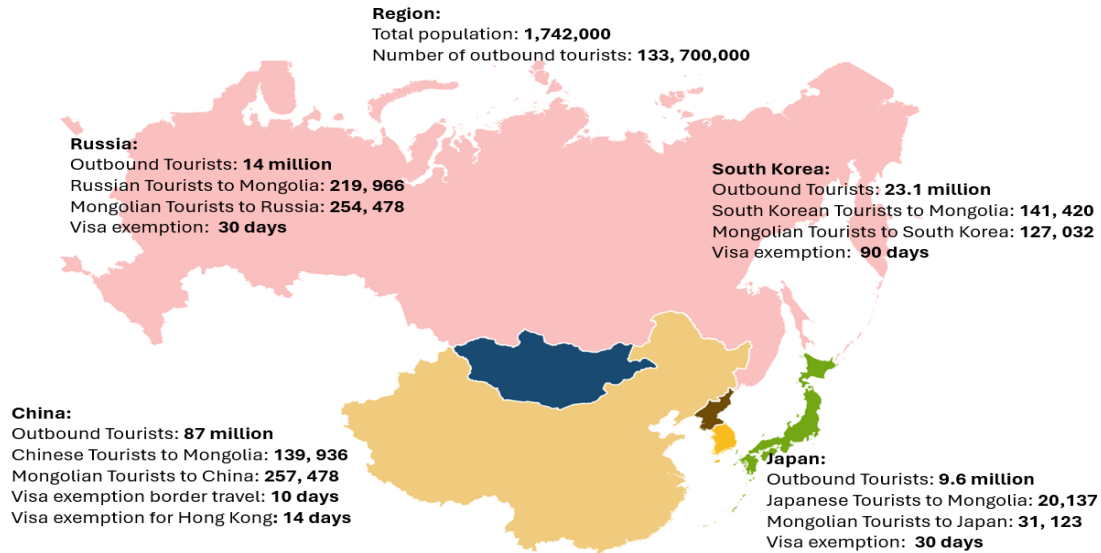 Region:
Total population: 1,742,000
Number of outbound tourists: 133, 700,000
Russia:
Outbound Tourists: 14 million
Russian Tourists to Mongolia: 219, 966
Mongolian Tourists to Russia: 254, 478
Visa exemption: 30 days
South Korea:
Outbound Tourists: 23.1 million
South Korean Tourists to Mongolia: 141, 420
Mongolian Tourists to South Korea: 127, 032
Visa exemption: 90 days
China:
Outbound Tourists: 87 million
Chinese Tourists to Mongolia: 139, 936
Mongolian Tourists to China: 257, 478
Visa exemption border travel: 10 days
Visa exemption for Hong Kong: 14 days
Japan:
Outbound Tourists: 9.6 million
Japanese Tourists to Mongolia: 20,137
Mongolian Tourists to Japan: 31, 123
Visa exemption: 30 days